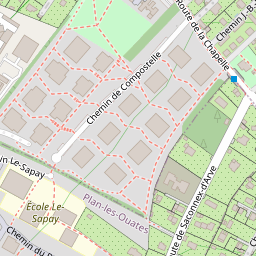 Route de la Chapelle
Chemin J.-B.-
Chemin de Compostelle
n Le-Sapay
École Le-
Sapay
Plan-les-Ouates
Route de Saconnex-d'Arve
Chemin du